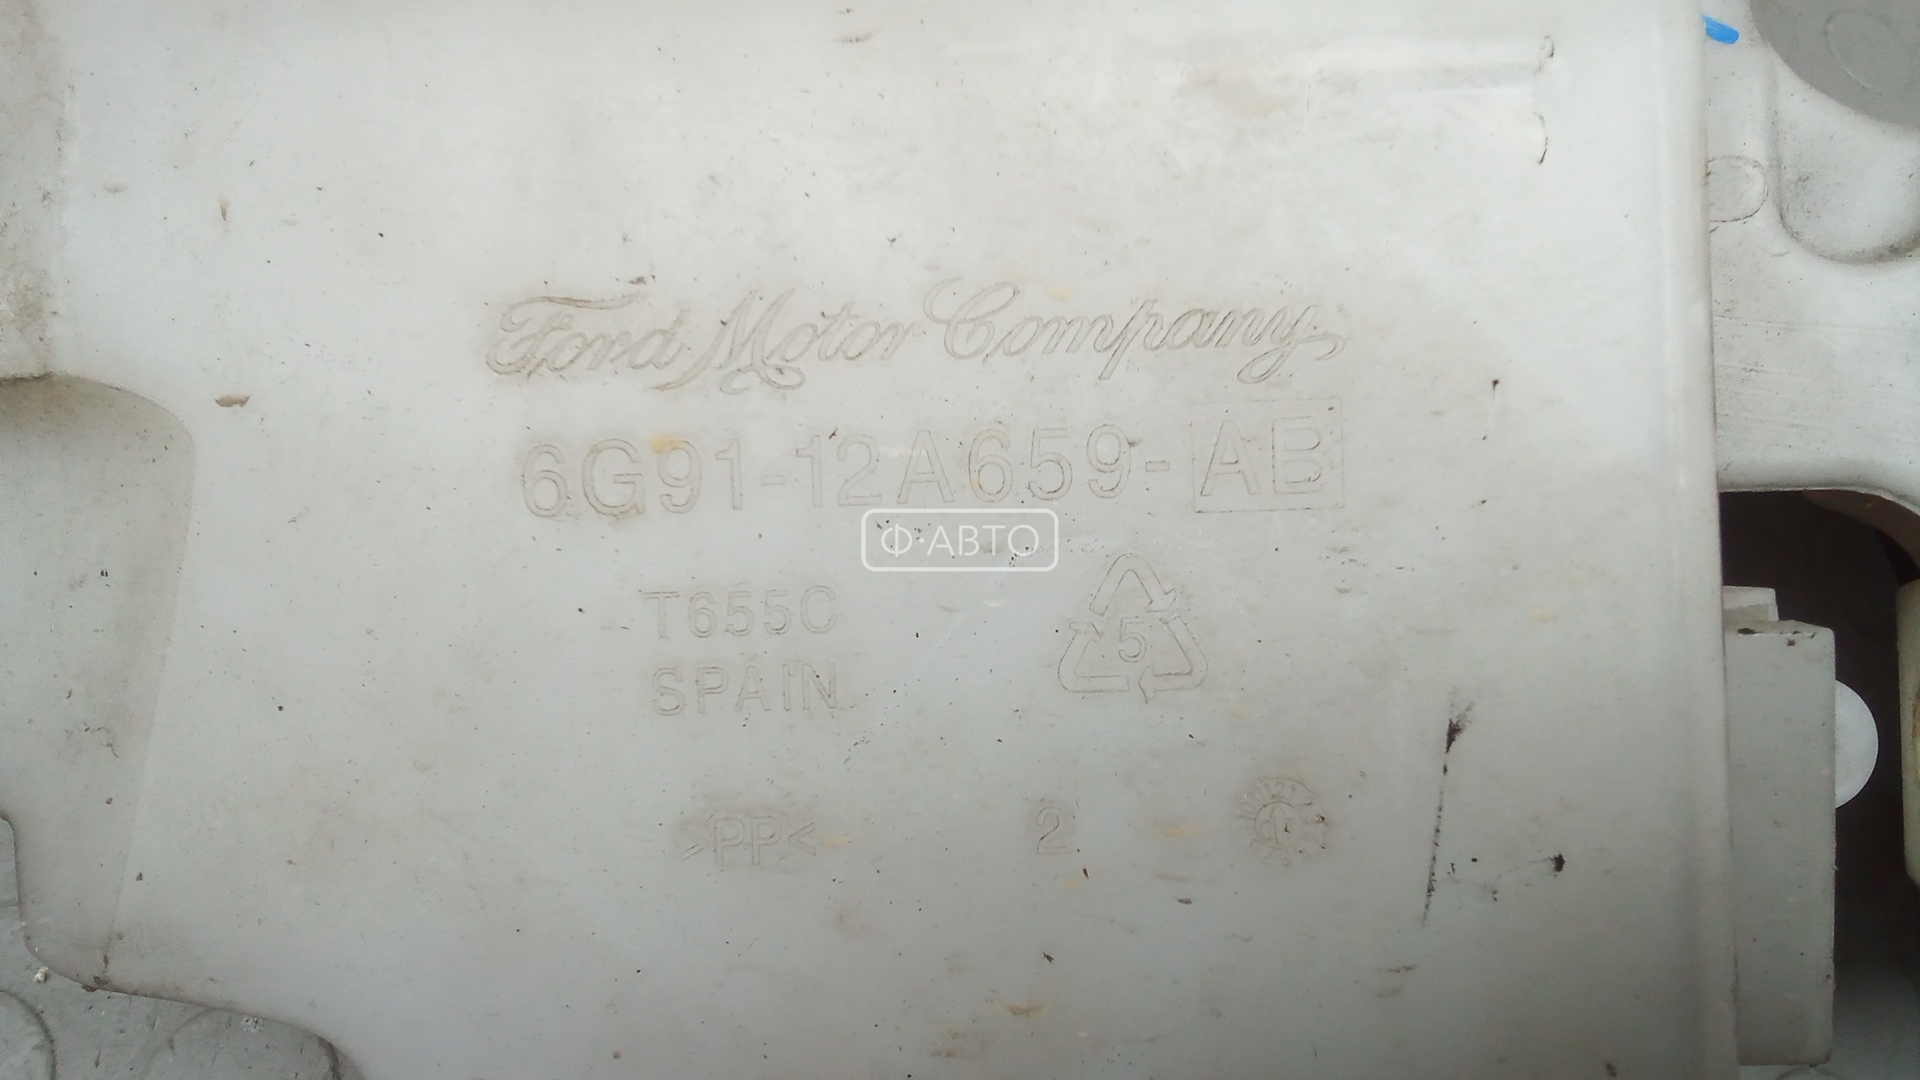 Ford Motor Company
6G91-12A659-AB
Ф·АВТО
T655C
5
SPAIN
>PP<
2